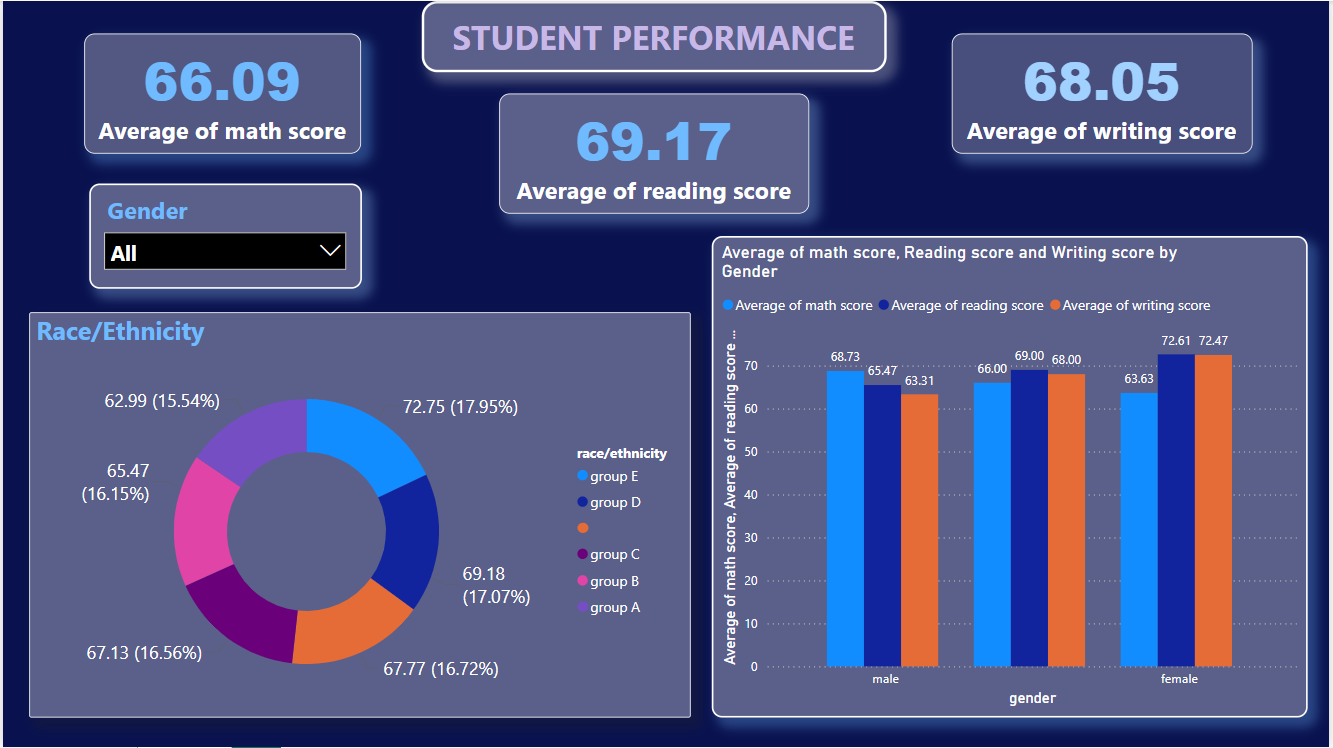 STUDENT PERFORMANCE
66.09
Average of math score
69.17
Average of reading score
68.05
Average of writing score
Gender
All
Race/Ethnicity
62.99 (15.54%)
72.75 (17.95%)
65.47
(16.15%)
69.18
(17.07%)
67.13 (16.56%)
67.77 (16.72%)
race/ethnicity
group E
group D
group C
group B
group A
Average of math score, Reading score and Writing score by
Gender
Average of math score Average of reading score Average of writing score
Average of math score, Average of reading score ...
70
60
50
40
30
20
10
0
68.73
65.47
63.31
66.00
69.00
68.00
63.63
72.61
72.47
male
female
gender